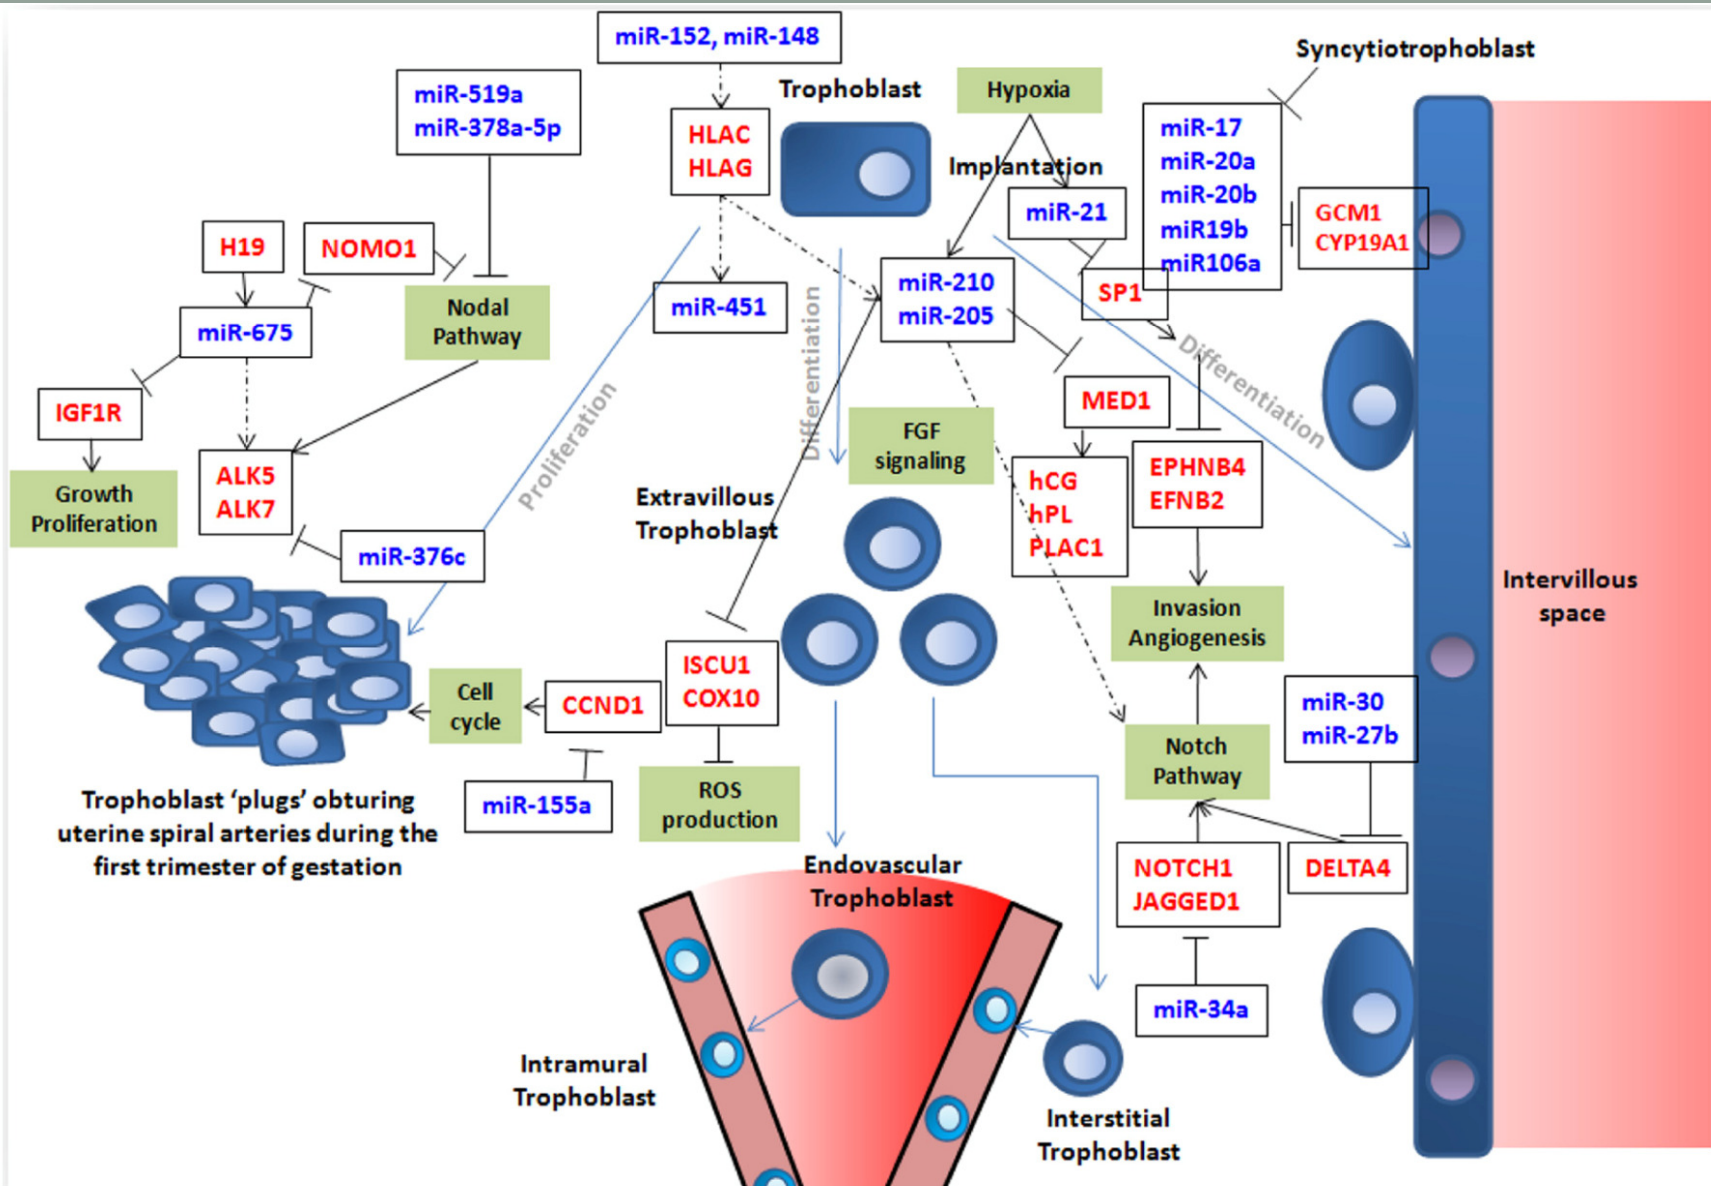 miR-152, miR-148
Syncytiotrophoblast
miR-519a
miR-378a-5p
Trophoblast
Hypoxia
HLAC
HLAG
Implantation
miR-17
miR-20a
miR-20b
miR19b
miR106a
miR-21
GCM1
CYP19A1
H19
NOMO1
miR-675
Nodal
Pathway
miR-451
miR-210
miR-205
SP1
Differentiation
Differentiation
Proliferation
IGF1R
MED1
FGF
signaling
Growth
Proliferation
ALK5
ALK7
miR-376c
Extravillous
Trophoblast
hCG
hPL
PLAC1
EPHNB4
EFNB2
Invasion
Angiogenesis
Intervillous
space
Cell
cycle
CCND1
ISCU1
COX10
miR-30
miR-27b
Notch
Pathway
miR-155a
ROS
production
Trophoblast ‘plugs’ obturing
uterine spiral arteries during the
first trimester of gestation
Endovascular
Trophoblast
NOTCH1
JAGGED1
DELTA4
miR-34a
Intramural
Trophoblast
Interstitial
Trophoblast